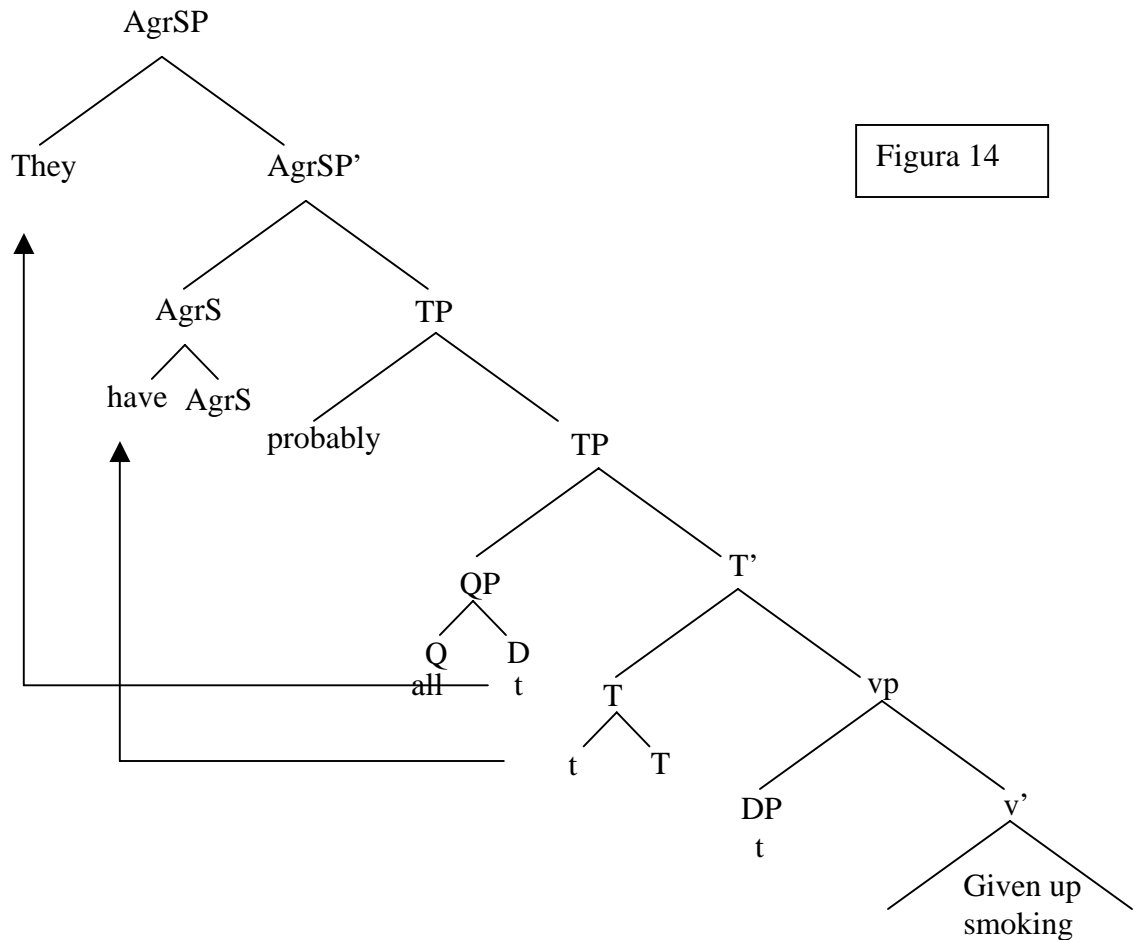 AgrSP
Figura 14
They AgrSP’
AgrS TP
have AgrS
probably TP
T’
QP
Q D
all t
T vp
t T
DP v’
t
Given up
smoking